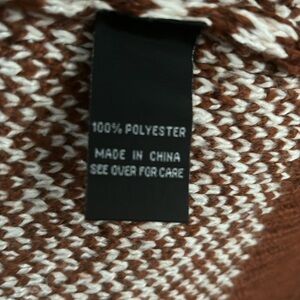 100% POLYESTER
MADE IN CHINA
SEE OVER FOR CARE